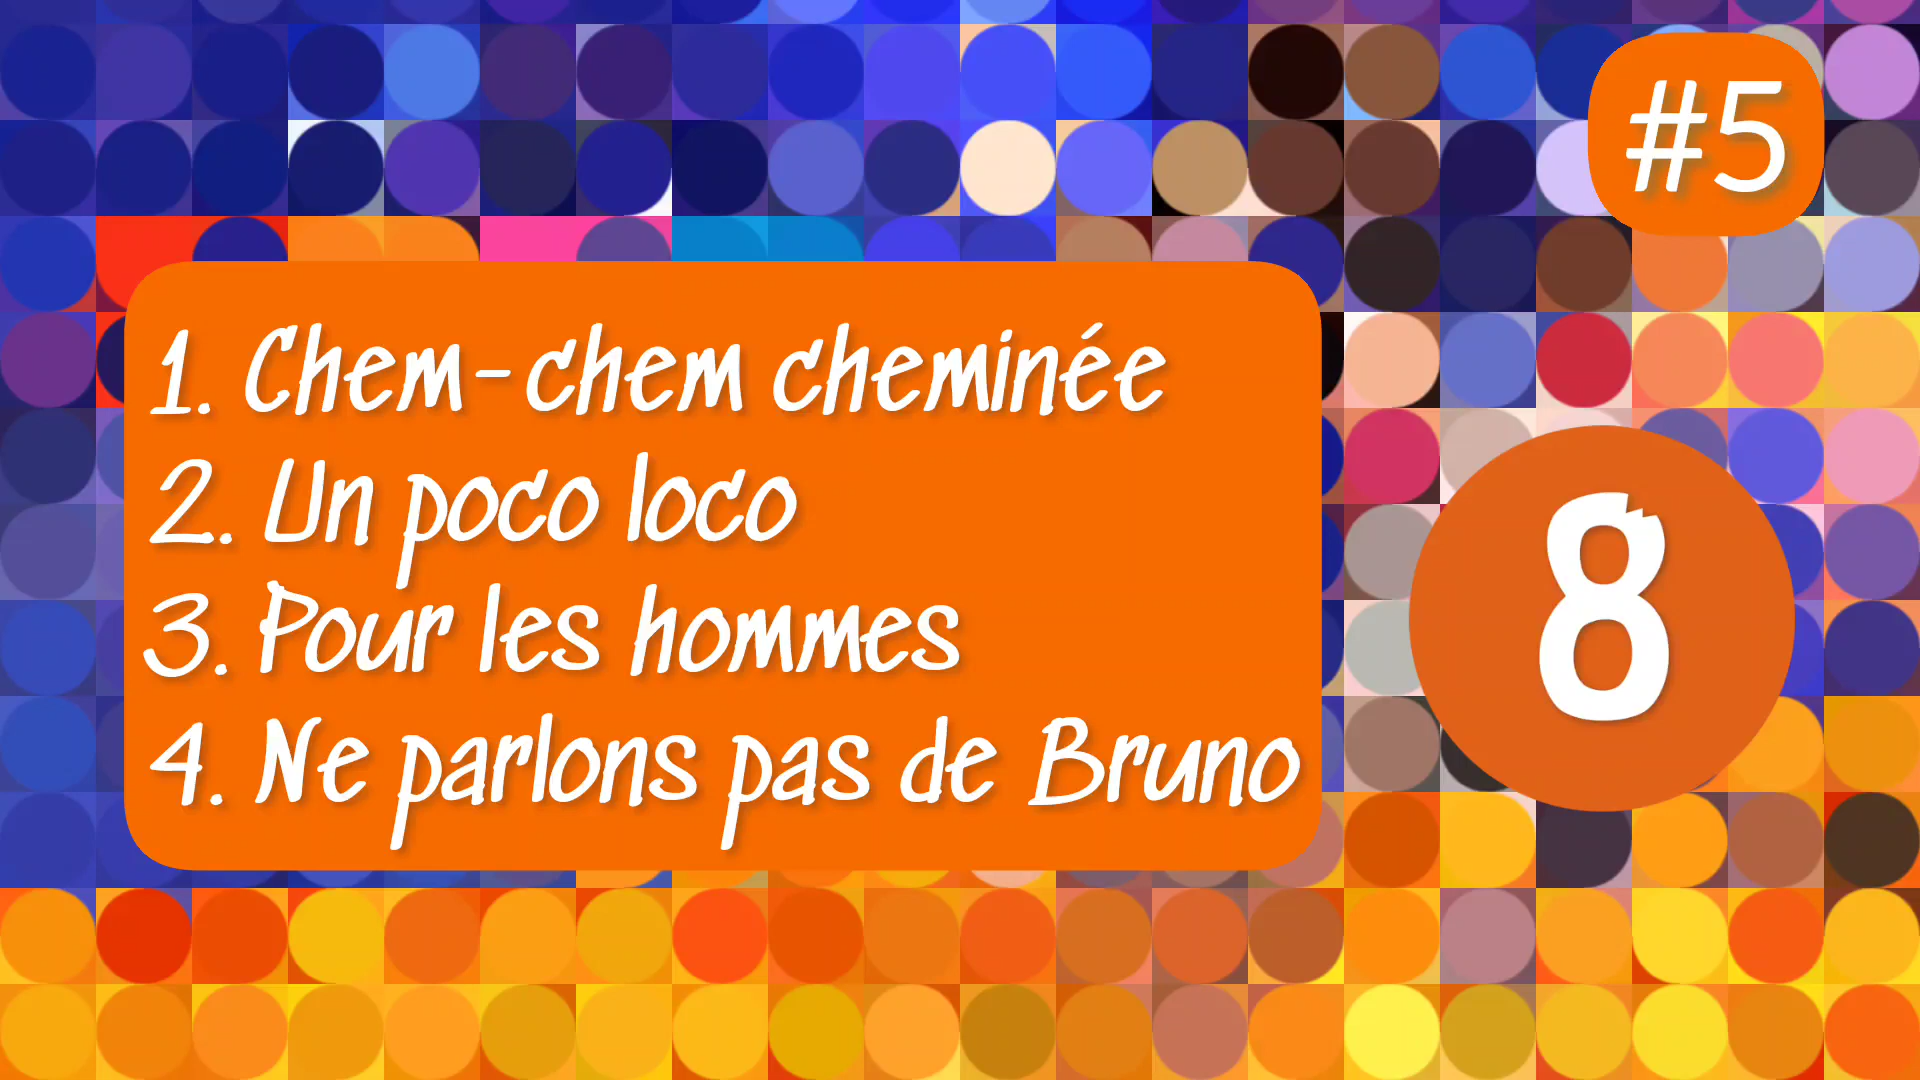 #5
1. Chem-chem cheminée
2. Un poco loco
3. Pour les hommes
4. Ne parlons pas de Bruno
8